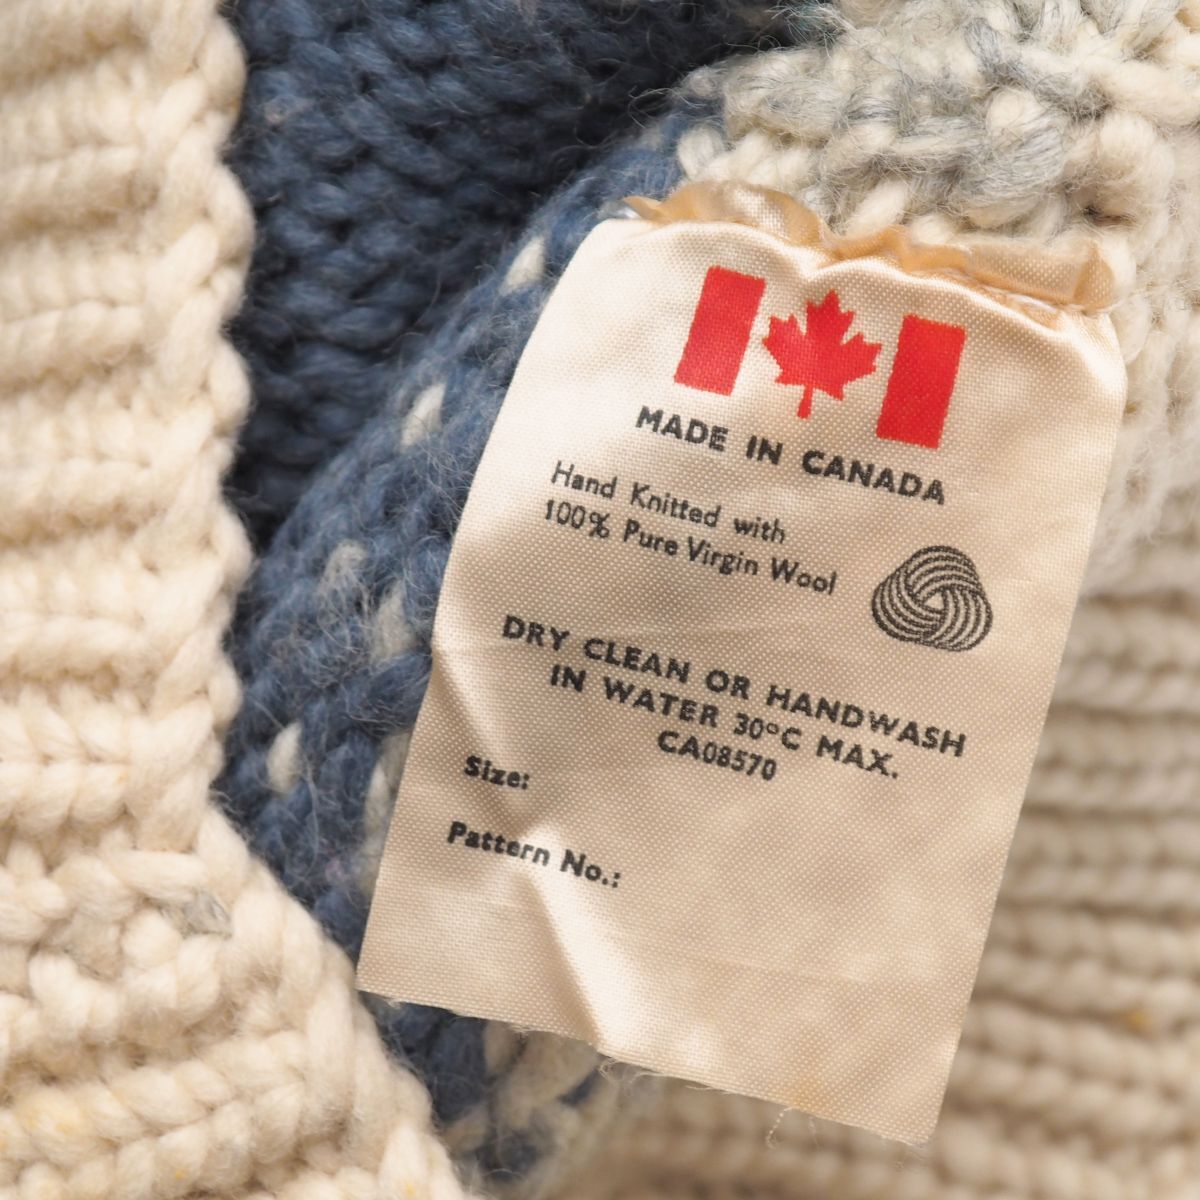 MADE IN CANADA
Hand Knitted with
100% Pure Virgin Wool
DRY CLEAN OR HANDWASH
IN WATER 30°C MAX.
CA08570
Size:
Pattern No.: